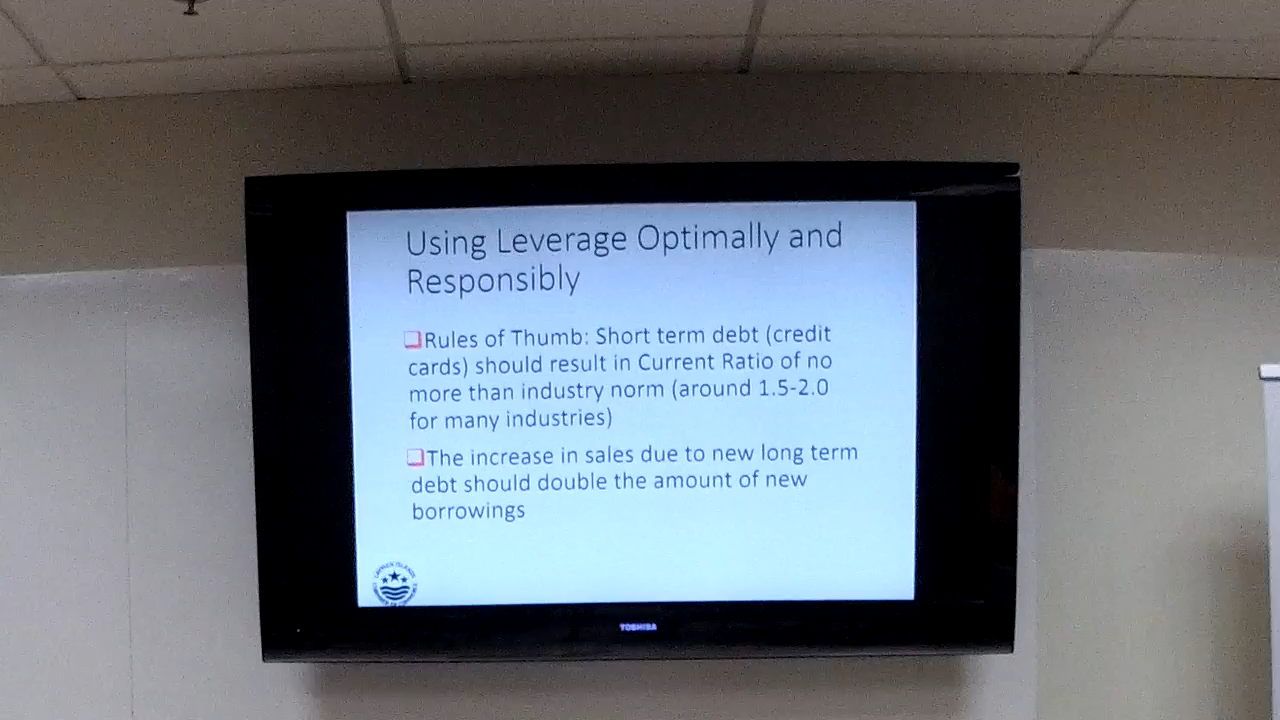 Using Leverage Optimally and
Responsibly
Rules of Thumb: Short term debt (credit
cards) should result in Current Ratio of no
more than industry norm (around 1.5-2.0
for many industries)
The increase in sales due to new long term
debt should double the amount of new
borrowings
CAYMAN ISLANDS
TOSHIBA